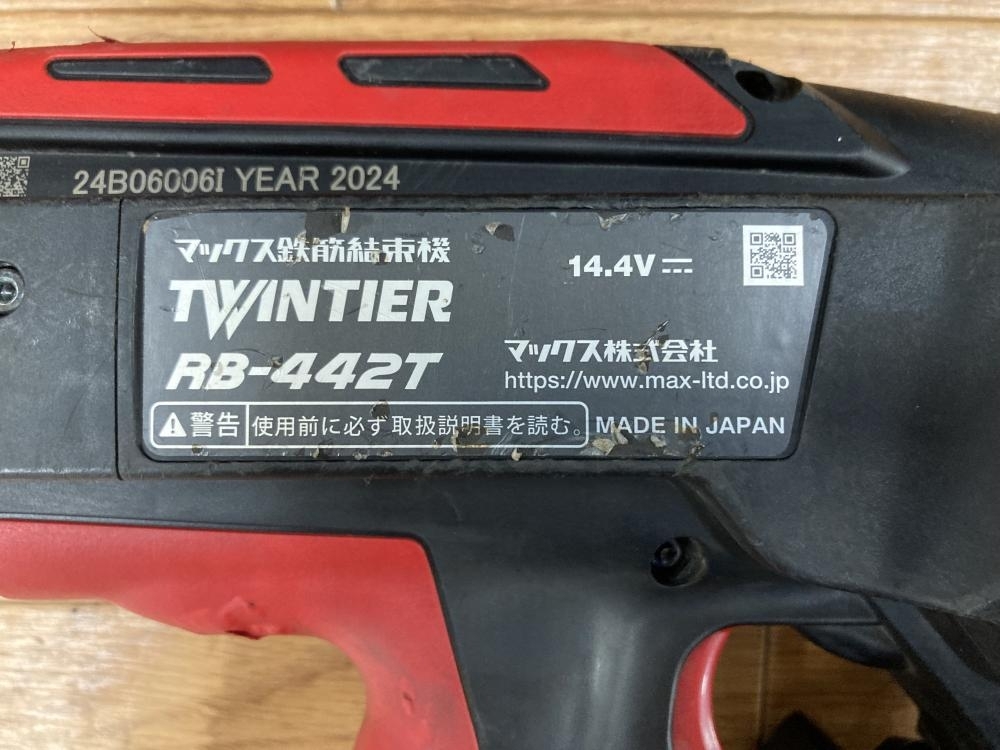 24B06006I YEAR 2024
マックス鉄筋結束機
14.4V
TWINTIER
RB-442T
マックス株式会社
https://www.max-ltd.co.jp
警告 使用前に必ず取扱説明書を読む。
MADE IN JAPAN